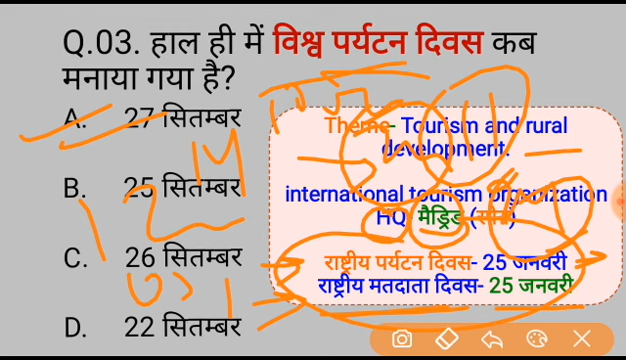 Q.03. हाल ही में विश्व पर्यटन दिवस कब
मनाया गया है?
A. 27 सितम्बर
B. 25 सितम्बर
C. 26 सितम्बर
D. 22 सितम्बर
Theme- Tourism and rural
development.
international tourism organization
HQ मैड्रिड
राष्ट्रीय पर्यटन दिवस- 25 जनवरी
राष्ट्रीय मतदाता दिवस- 25 जनवरी